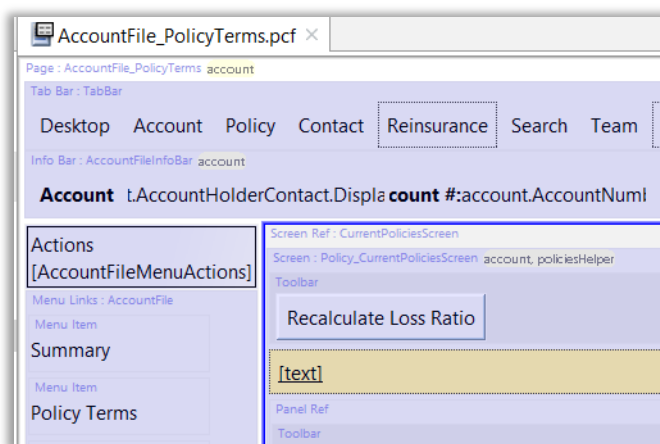 AccountFile_PolicyTerms.pcf ×
Page : AccountFile_PolicyTerms account
Tab Bar : TabBar
Desktop Account Policy Contact Reinsurance Search Team
Info Bar : AccountFileInfoBar account
Account t.AccountHolderContact.Displa count #:account.AccountNuml
Actions
[AccountFileMenuActions]
Menu Links : AccountFile
Menu Item
Summary
Menu Item
Policy Terms
Screen Ref : CurrentPoliciesScreen
Screen : Policy_CurrentPoliciesScreen account, policiesHelper
Toolbar
Recalculate Loss Ratio
[text]
Panel Ref
Toolbar